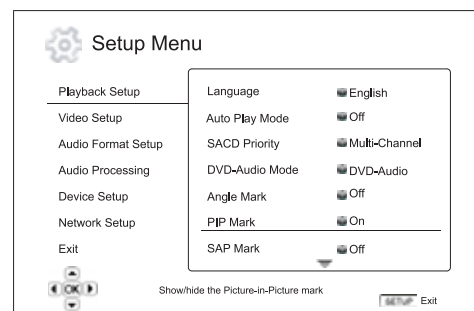 Setup Menu
Playback Setup
Video Setup
Audio Format Setup
Audio Processing
Device Setup
Network Setup
Exit
Language English
Auto Play Mode Off
SACD Priority Multi-Channel
DVD-Audio Mode DVD-Audio
Angle Mark Off
PIP Mark On
SAP Mark Off
OK
Show/hide the Picture-in-Picture mark
SETUP Exit